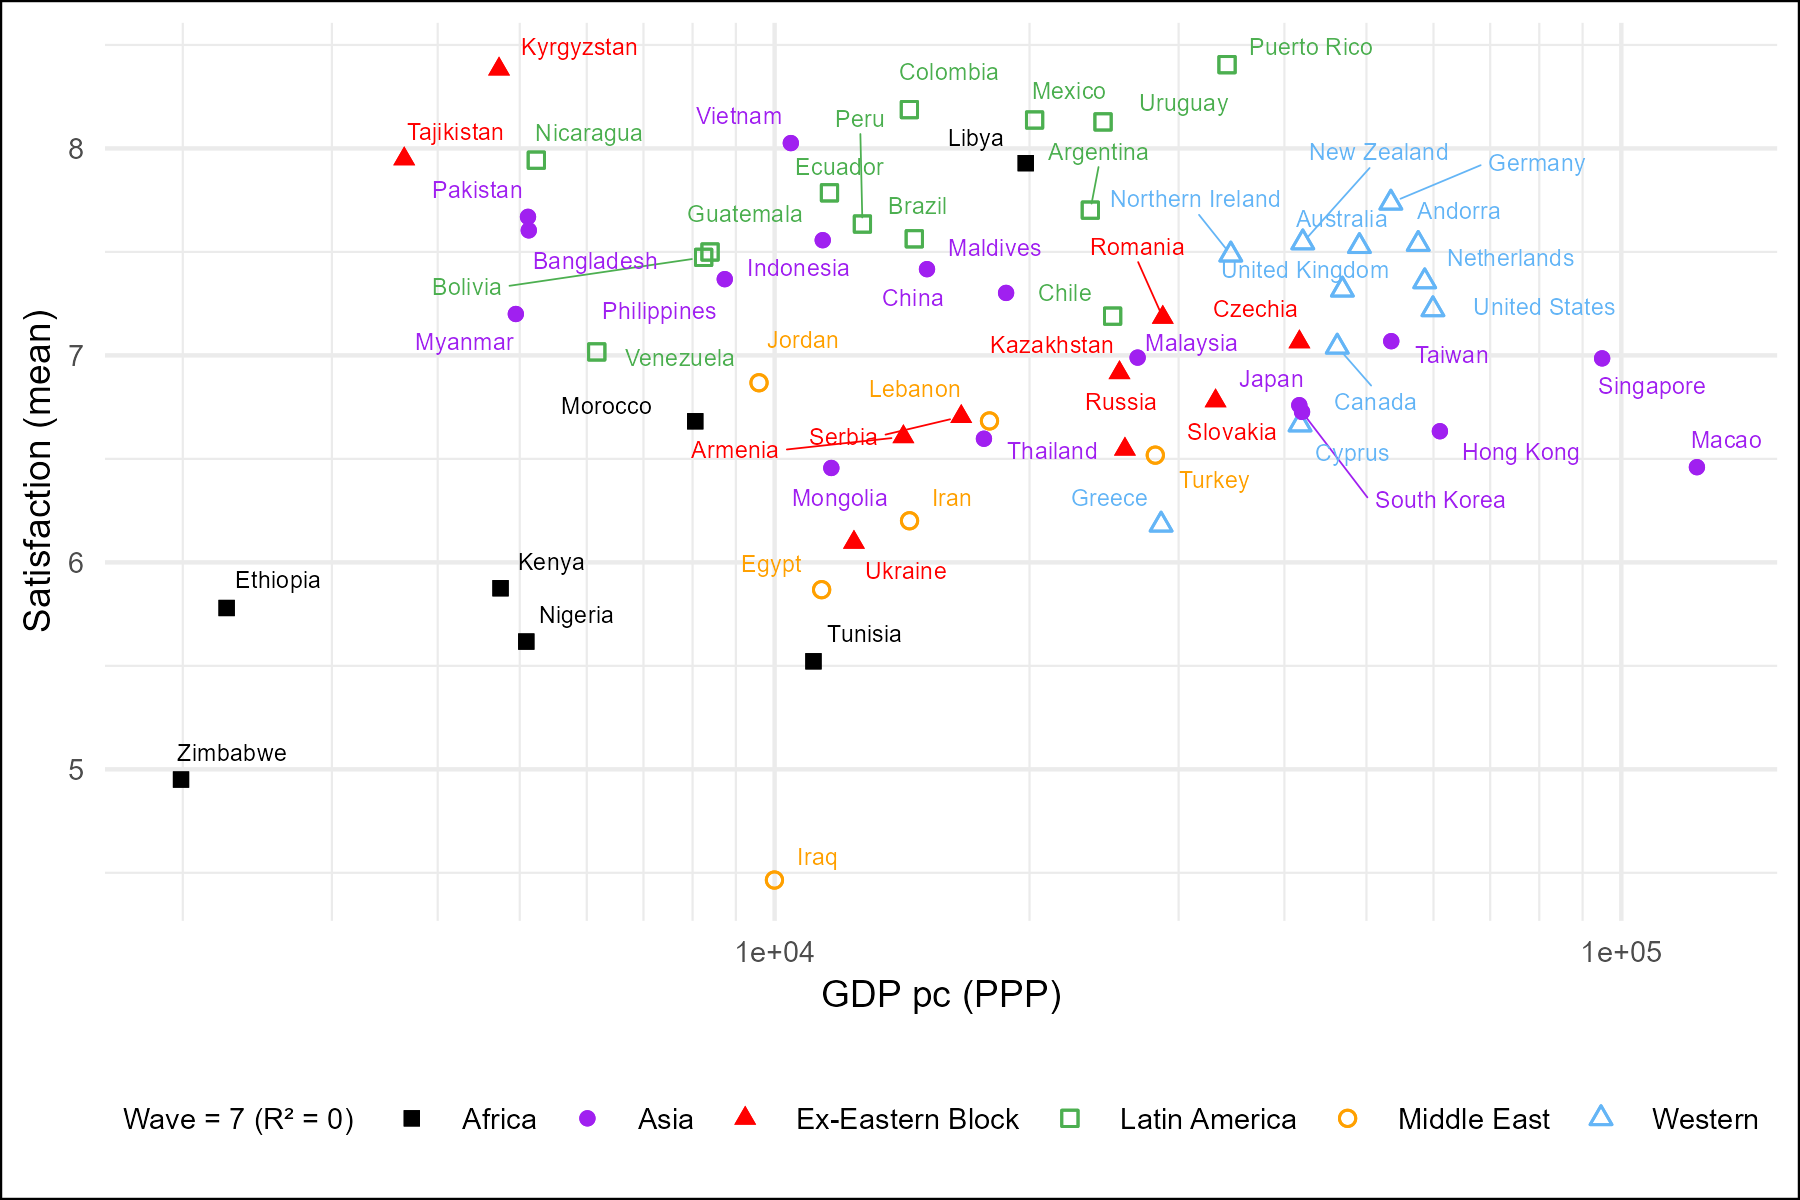 Kyrgyzstan
Puerto Rico
Colombia
Mexico
Uruguay
Vietnam
Peru
Tajikistan
Nicaragua
Libya
Argentina
New Zealand
Germany
Ecuador
Pakistan
Northern Ireland
Guatemala
Brazil
Australia
Andorra
Romania
Maldives
Bangladesh
Indonesia
United Kingdom
Netherlands
Bolivia
China
Chile
Philippines
Czechia
United States
Myanmar
Jordan
Kazakhstan
Malaysia
Venezuela
Taiwan
Japan
Singapore
Lebanon
Morocco
Russia
Canada
Serbia
Slovakia
Macao
Armenia
Thailand
Cyprus
Hong Kong
Turkey
Mongolia
Iran
Greece
South Korea
Kenya
Egypt
Ukraine
Ethiopia
Nigeria
Tunisia
Zimbabwe
Iraq
8
7
6
5
Satisfaction (mean)
1e+04 1e+05
GDP pc (PPP)
Wave = 7 (R² = 0) Africa Asia Ex-Eastern Block Latin America Middle East Western